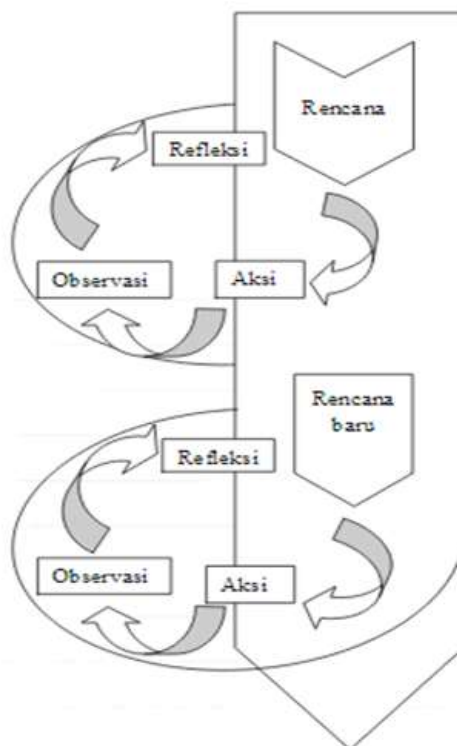 Rencana
Refleksi
Observasi
Aksi
Rencana
baru
Refleksi
Observasi
Aksi